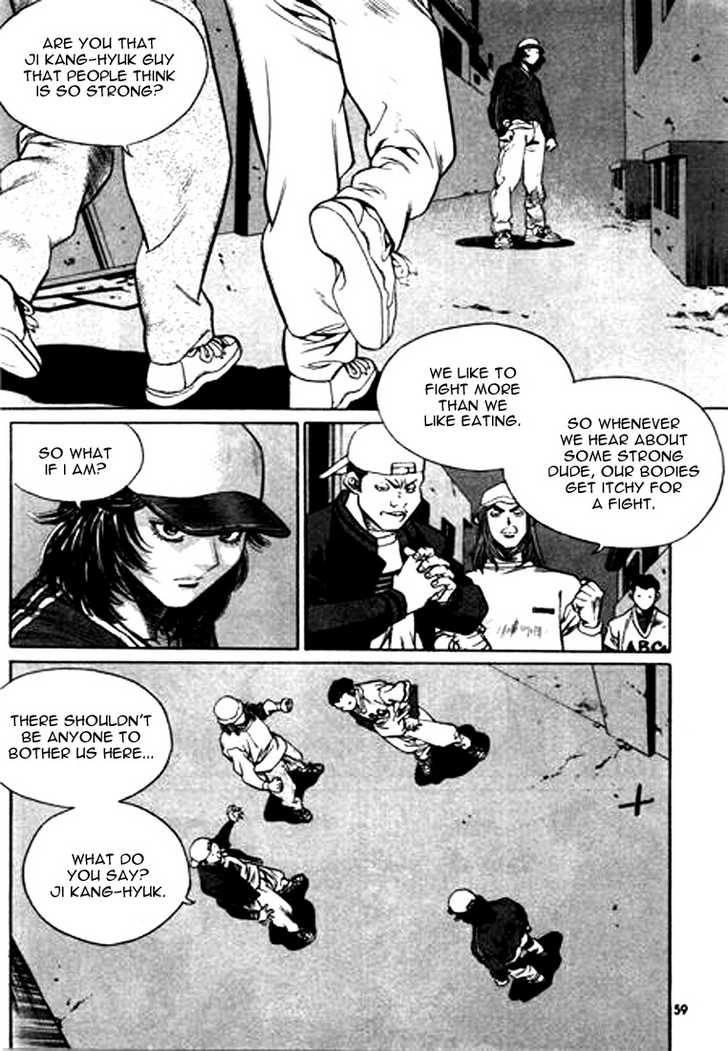 ARE YOU THAT
JI KANG-HYUK GUY
THAT PEOPLE THINK
IS SO STRONG?
WE LIKE TO
FIGHT MORE
THAN WE
LIKE EATING.
SO WHENEVER
WE HEAR ABOUT
SOME STRONG
DUDE, OUR BODIES
GET ITCHY FOR
A FIGHT.
SO WHAT
IF I AM?
ABC
THERE SHOULDN'T
BE ANYONE TO
BOTHER US HERE...
WHAT DO
YOU SAY?
JI KANG-HYUK.
59